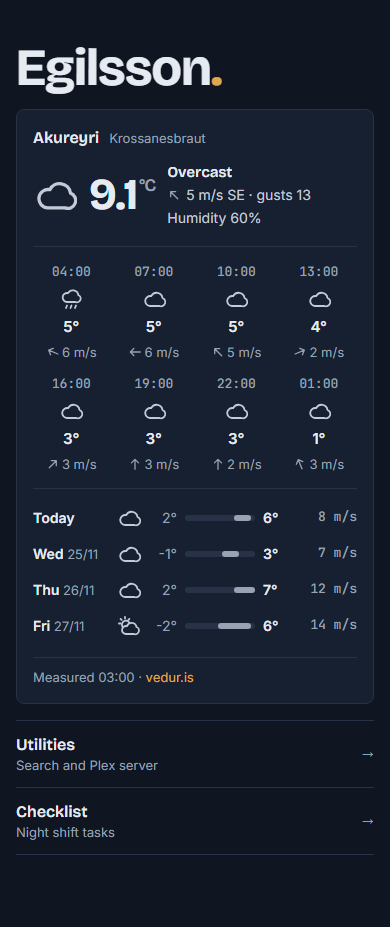 Egilsson.
Akureyri Krossanesbraut
9.1°C
Overcast
↖ 5 m/s SE · gusts 13
Humidity 60%
04:00 07:00 10:00 13:00
5° 5° 5° 4°
↖ 6 m/s ← 6 m/s ↖ 5 m/s ↗ 2 m/s
16:00 19:00 22:00 01:00
3° 3° 3° 1°
↗ 3 m/s ↑ 3 m/s ↑ 2 m/s ↖ 3 m/s
Today 2° 6° 8 m/s
Wed 25/11 -1° 3° 7 m/s
Thu 26/11 2° 7° 12 m/s
Fri 27/11 -2° 6° 14 m/s
Measured 03:00 · vedur.is
Utilities
Search and Plex server →
Checklist
Night shift tasks →